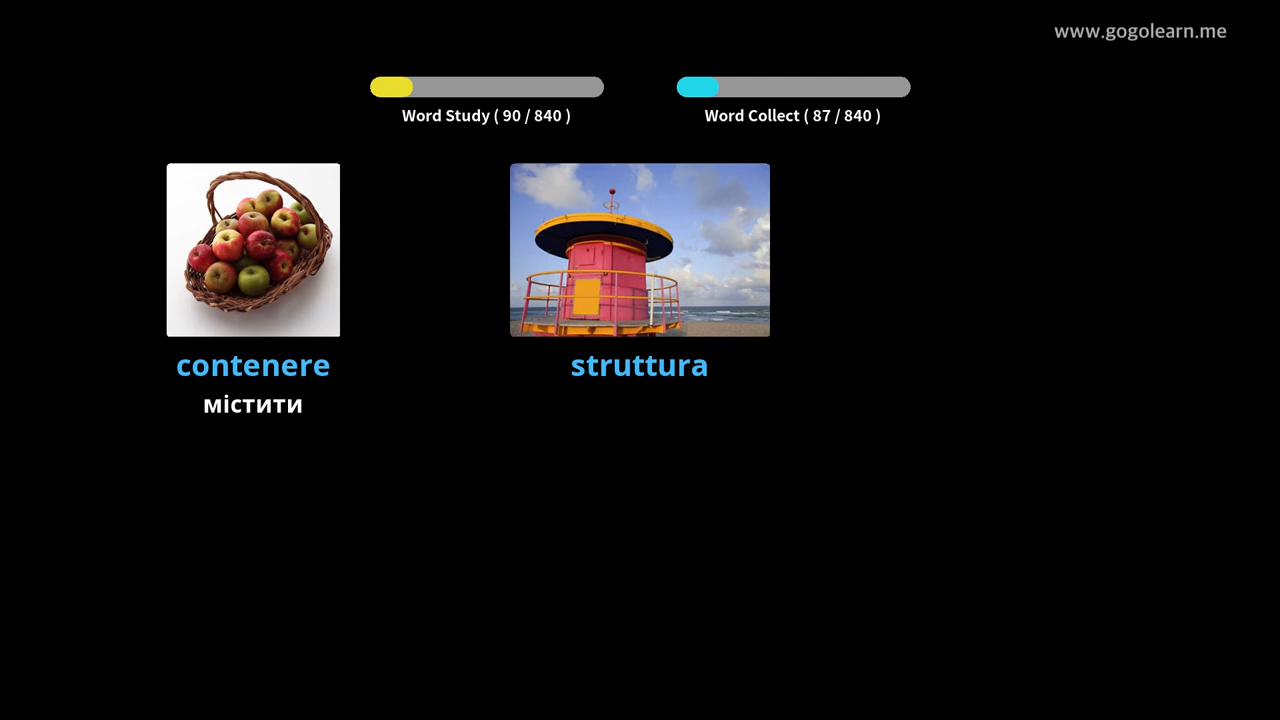 www.gogolearn.me
Word Study ( 90 / 840 )
Word Collect ( 87 / 840 )
contenere
містити
struttura